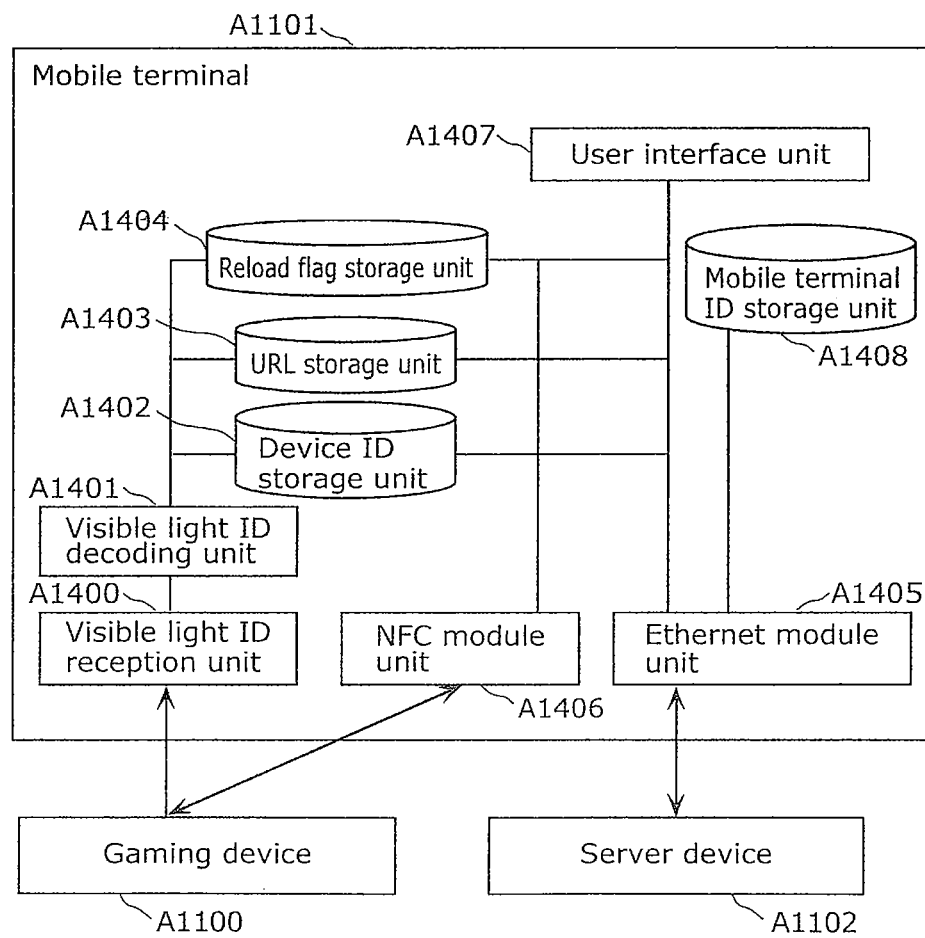 A1101
Mobile terminal
A1407
User interface unit
A1404
Reload flag storage unit
Mobile terminal
ID storage unit
A1403
URL storage unit
A1408
A1402
Device ID
storage unit
A1401
Visible light ID
decoding unit
A1400
Visible light ID
reception unit
NFC module
unit
A1406
A1405
Ethernet module
unit
Gaming device
A1100
Server device
A1102